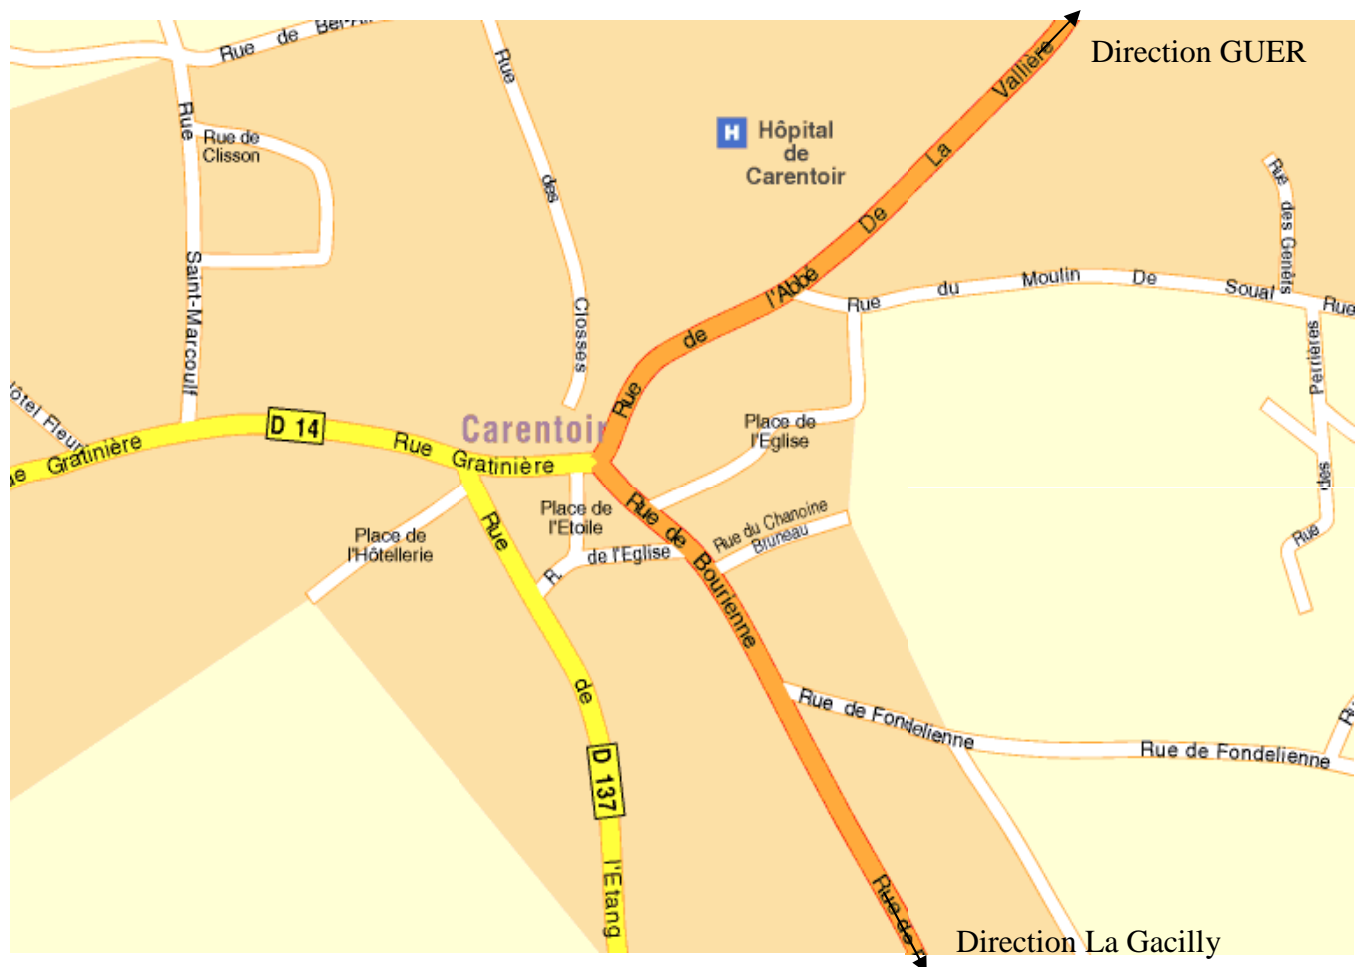 Direction GUER
Rue de Bel-Air
Rue
Rue
Rue de
Clisson
des
H
Hôpital
de
Carentoir
Rue de l'Abbé De La Vallière
Rue des Genêts
Saint-Marcoulf
Closses
Rue du Moulin De Soual
Rue
Perrières
des
Rue
Hôtel Fleuri
Carentoir
D 14
Rue Gratinière
Rue Gratinière
Place de
l'Eglise
Place de
l'Etoile
Place de
l'Hôtellerie
R. de l'Eglise
Rue du Chanoine
Bruneau
Rue de Bourienne
Rue de l'Etang
D 137
Rue de Fondelienne
Rue de Fondelienne
Rue de
Direction La Gacilly